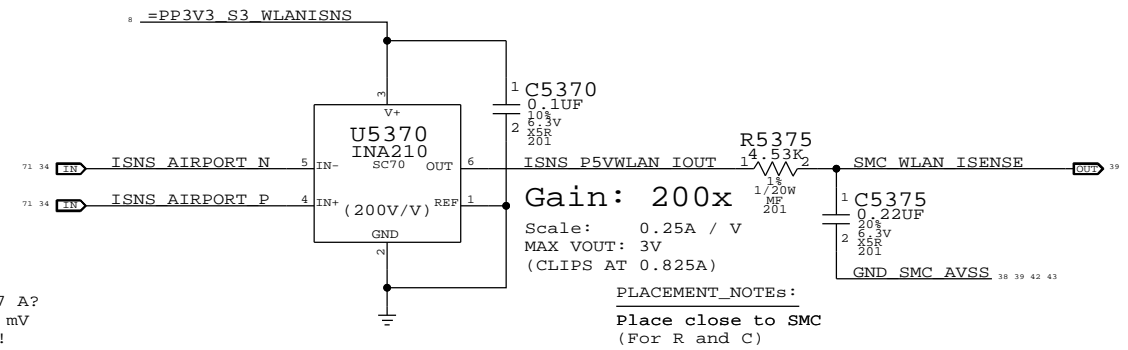 8 =PP3V3_S3_WLANISNS
3
V+
U5370
INA210
SC70
1 C5370
0.1UF
10%
6.3V
2 X5R
201
71 34 IN ISNS_AIRPORT_N 5 IN- OUT 6 ISNS_P5VWLAN_IOUT
R5375
1 4.53K 2
1%
1/20W
MF
201
SMC_WLAN_ISENSE OUT 39
71 34 IN ISNS_AIRPORT_P 4 IN+ (200V/V) REF 1
GND
2
Gain: 200x
Scale: 0.25A / V
MAX VOUT: 3V
(CLIPS AT 0.825A)
1 C5375
0.22UF
20%
6.3V
2 X5R
201
GND_SMC_AVSS 38 39 42 43
PLACEMENT_NOTEs:
Place close to SMC
(For R and C)
7 A?
mV
!